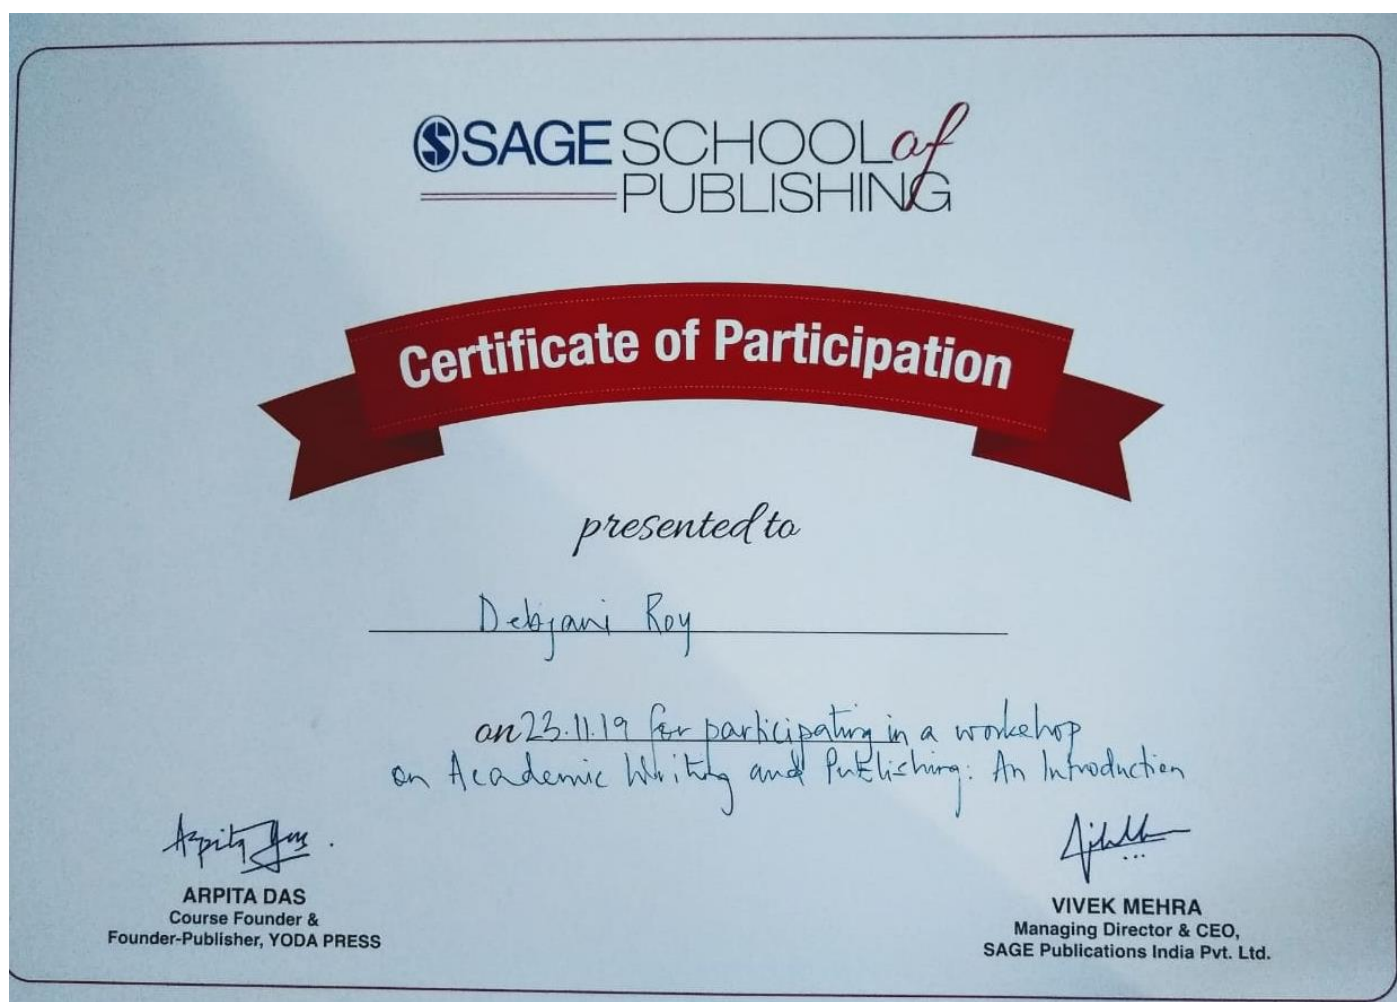 SAGE SCHOOL of
PUBLISHING
Certificate of Participation
presented to
Debjani Roy
on 23.11.19 for participating in a workshop
on Academic Writing and Publishing: An Introduction
Arpita Das
ARPITA DAS
Course Founder &
Founder-Publisher, YODA PRESS
VIVEK MEHRA
Managing Director & CEO,
SAGE Publications India Pvt. Ltd.